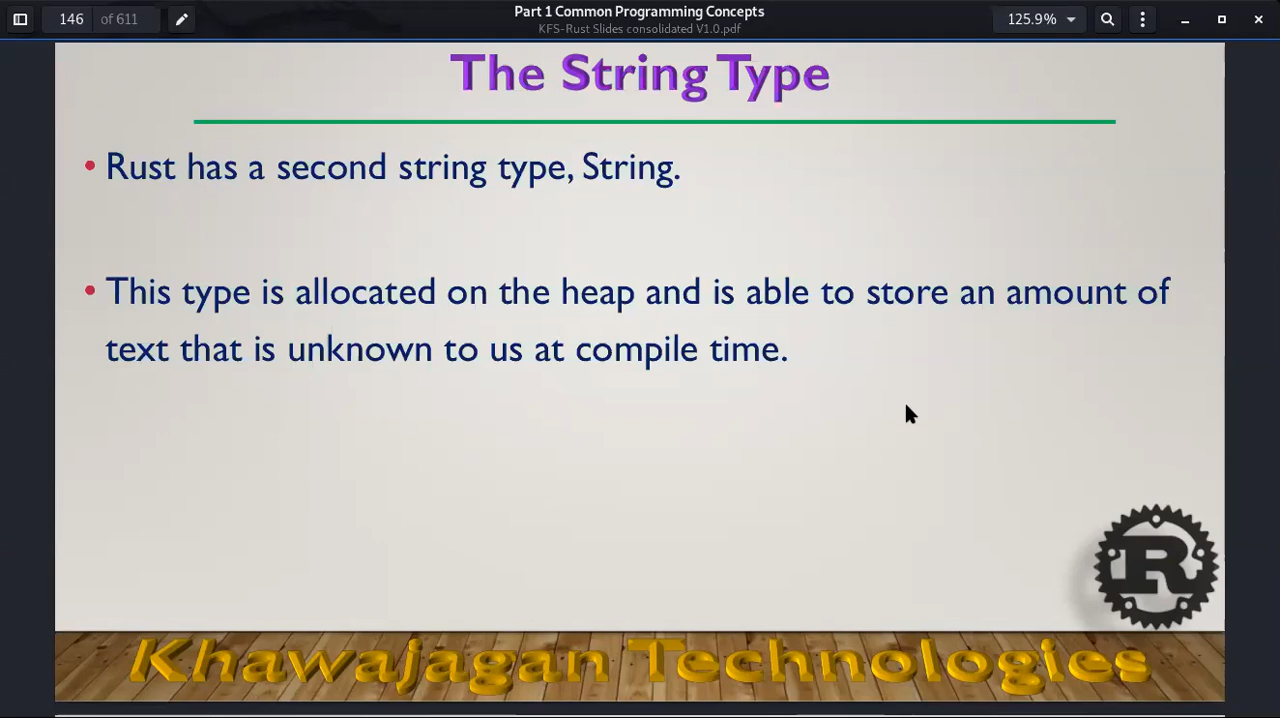 146 of 611
Part 1 Common Programming Concepts
KFS-Rust Slides consolidated V1.0.pdf
125.9%
The String Type
• Rust has a second string type, String.
• This type is allocated on the heap and is able to store an amount of
text that is unknown to us at compile time.
R
Khawajagan Technologies